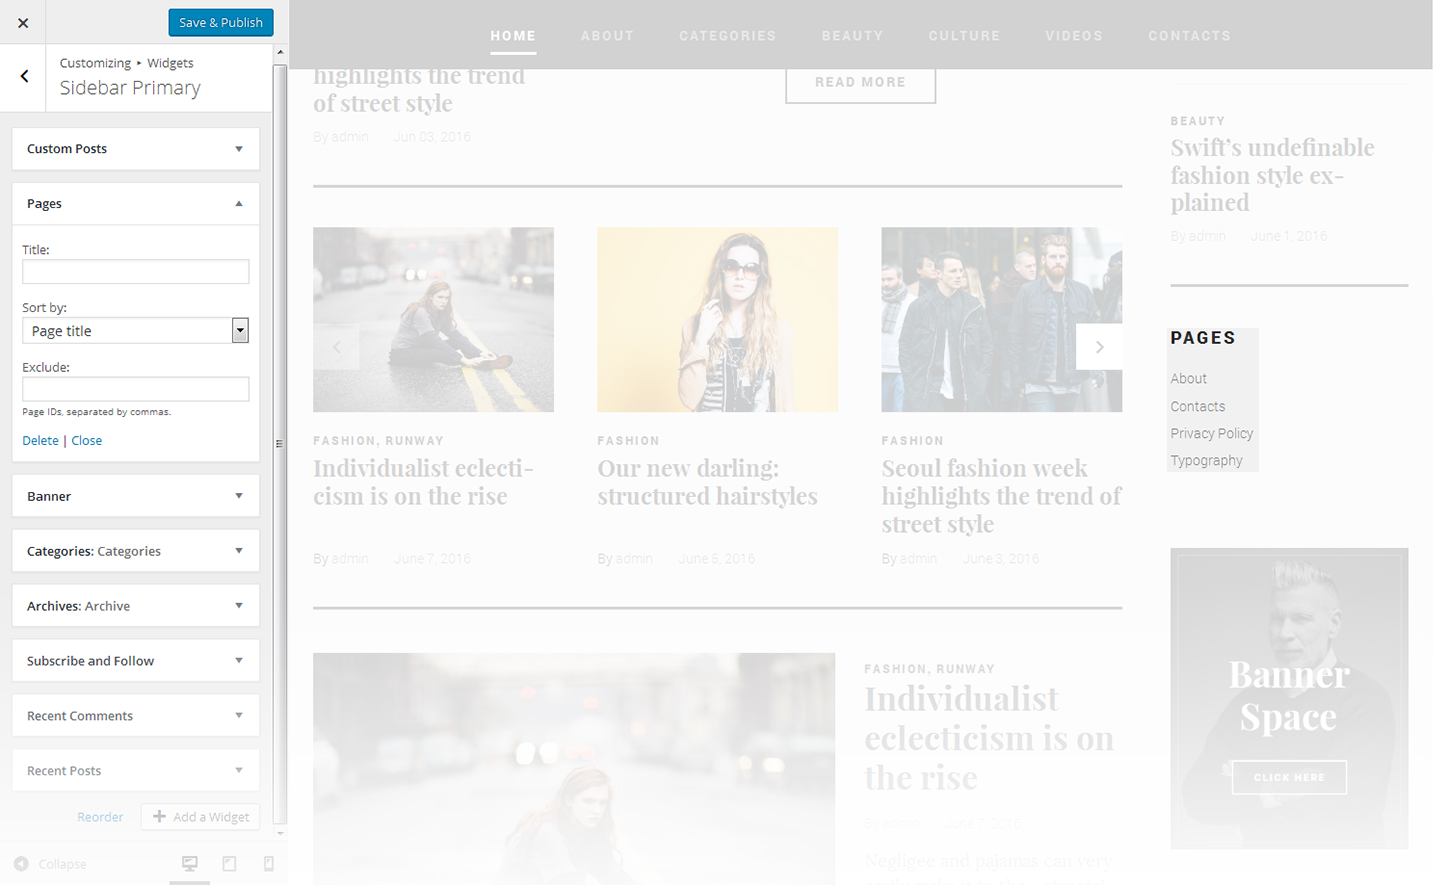 Save & Publish
Customizing ▸ Widgets
Sidebar Primary
Custom Posts
Pages
Title:
Sort by:
Page title
Exclude:
Page IDs, separated by commas.
Delete | Close
Banner
Categories: Categories
Archives: Archive
Subscribe and Follow
Recent Comments
Recent Posts
Reorder
Add a Widget
Collapse
HOME ABOUT CATEGORIES BEAUTY CULTURE VIDEOS CONTACTS
highlights the trend
of street style
By admin Jun 03, 2016
READ MORE
FASHION, RUNWAY
Individualist eclecti-
cism is on the rise
By admin June 7, 2016
FASHION
Our new darling:
structured hairstyles
By admin June 5, 2016
FASHION
Seoul fashion week
highlights the trend of
street style
By admin June 3, 2016
FASHION, RUNWAY
Individualist
eclecticism is on
the rise
By admin June 7, 2016
Negligee and pajamas can very
BEAUTY
Swift's undefinable
fashion style ex-
plained
By admin June 1, 2016
PAGES
About
Contacts
Privacy Policy
Typography
Banner
Space
CLICK HERE